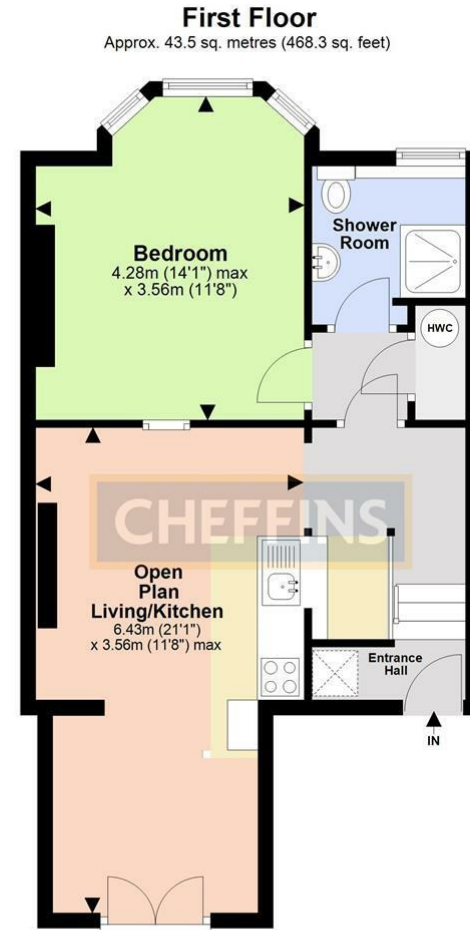 First Floor
Approx. 43.5 sq. metres (468.3 sq. feet)
Bedroom
4.28m (14'1") max
x 3.56m (11'8")
Shower
Room
HWC
CHEFFINS
Open
Plan
Living/Kitchen
6.43m (21'1")
x 3.56m (11'8") max
Entrance
Hall
IN